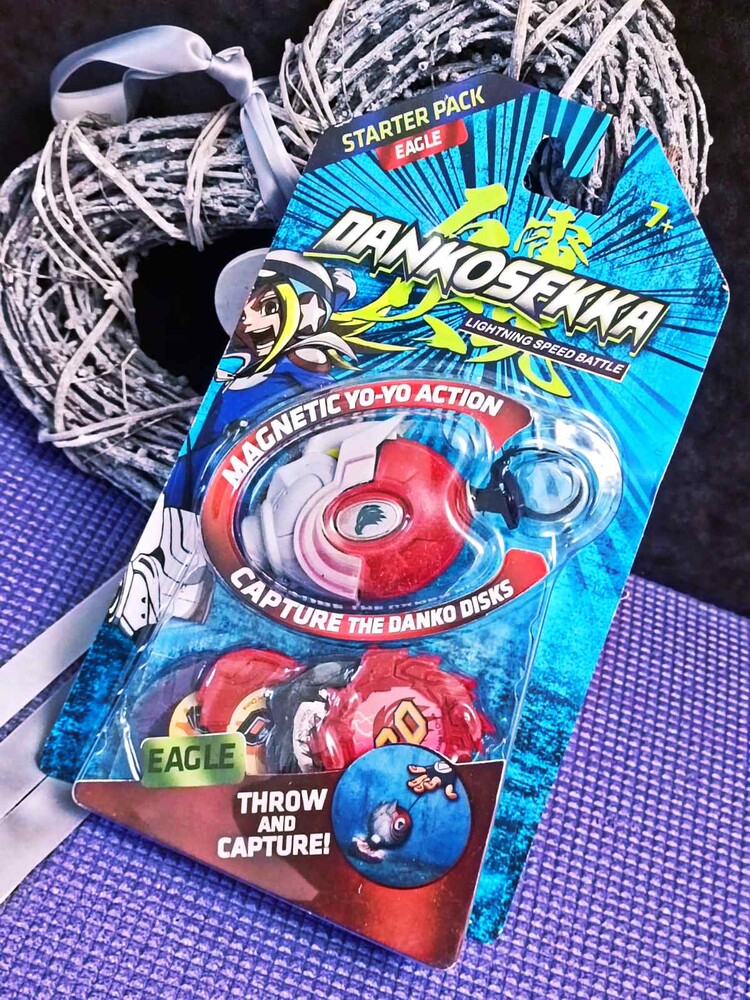 STARTER PACK
EAGLE
7+
DANKOSEKKA
LIGHTNING SPEED BATTLE
MAGNETIC YO-YO ACTION
CAPTURE THE DANKO DISKS
EAGLE
THROW
AND
CAPTURE!